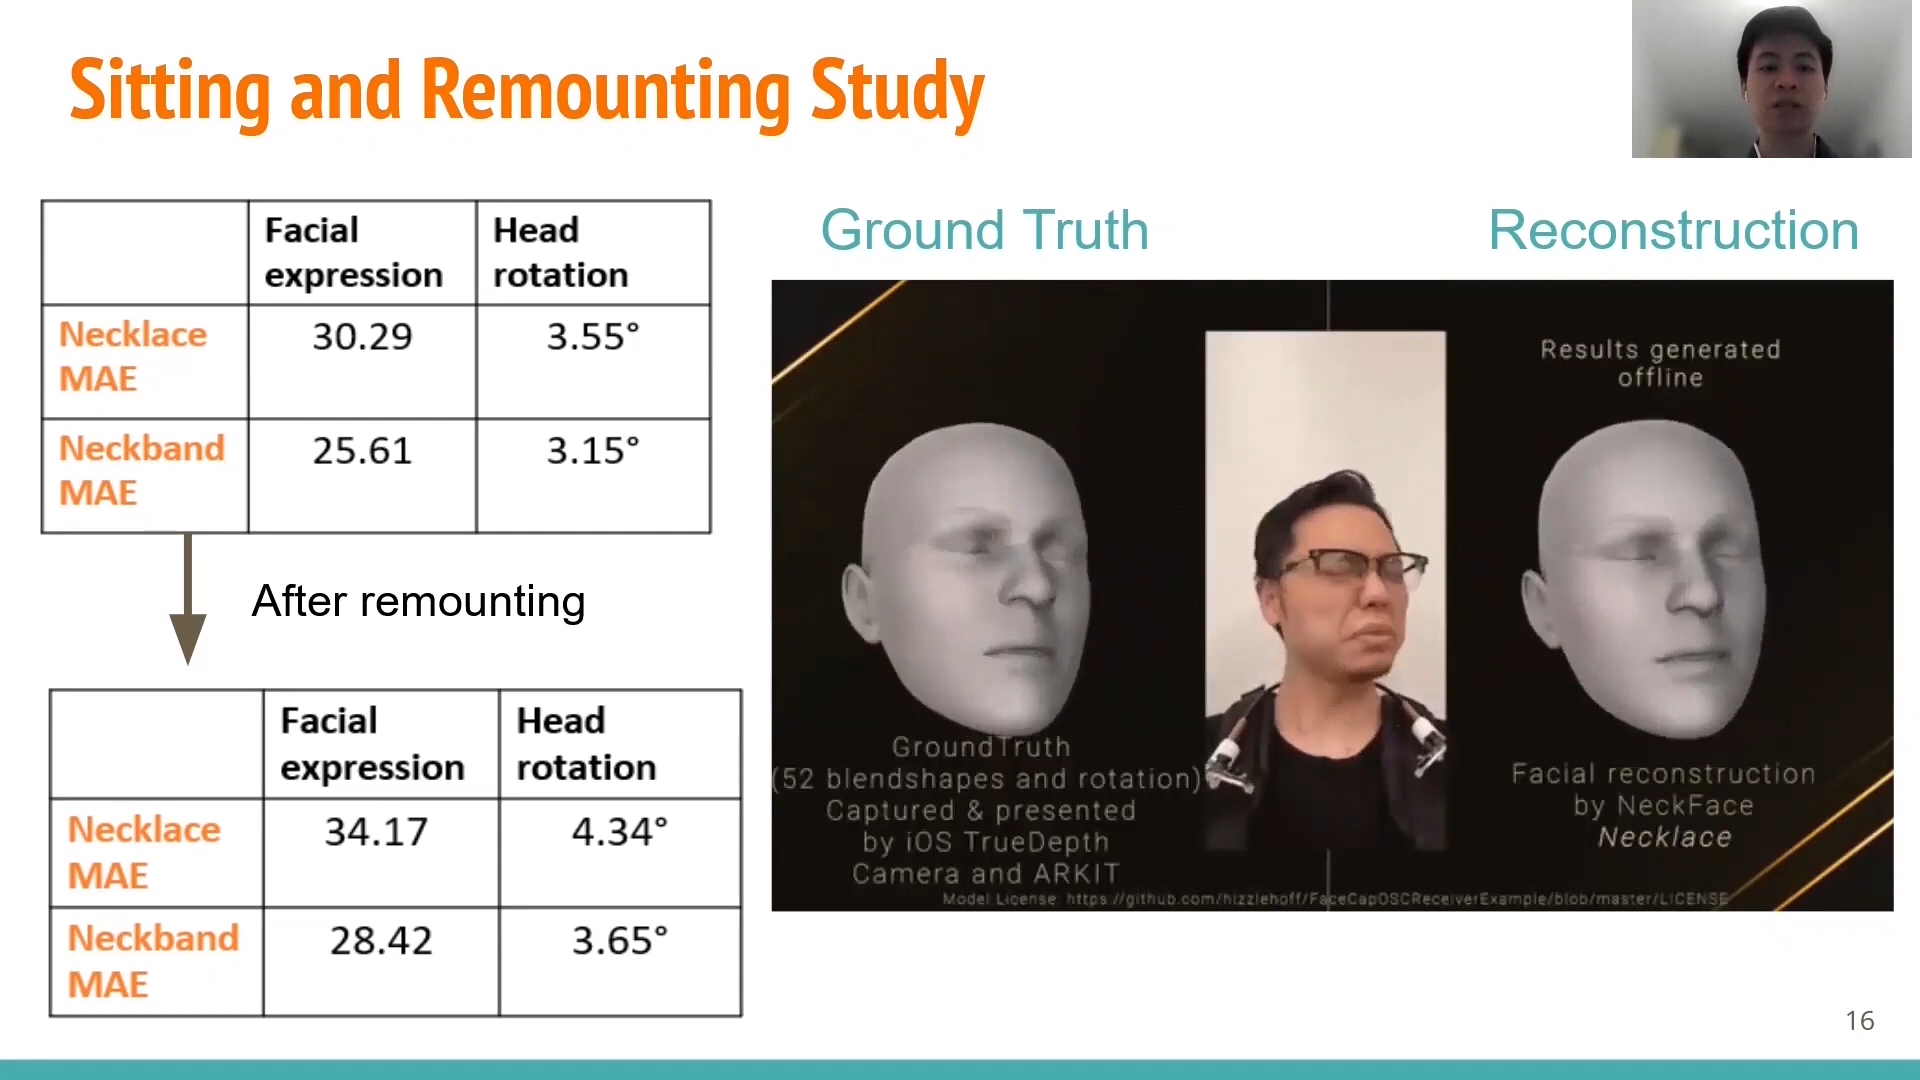 Sitting and Remounting Study
Facial
expression
Head
rotation
Necklace
MAE
30.29
3.55°
Neckband
MAE
25.61
3.15°
After remounting
Facial
expression
Head
rotation
Necklace
MAE
34.17
4.34°
Neckband
MAE
28.42
3.65°
Ground Truth
Reconstruction
Results generated
offline
GroundTruth
(52 blendshapes and rotation)
Captured & presented
by iOS TrueDepth
Camera and ARKIT
Facial reconstruction
by NeckFace
Necklace
Model License: https://github.com/hizzlehoff/FaceCapOSCReceiverExample/blob/master/LICENSE
16